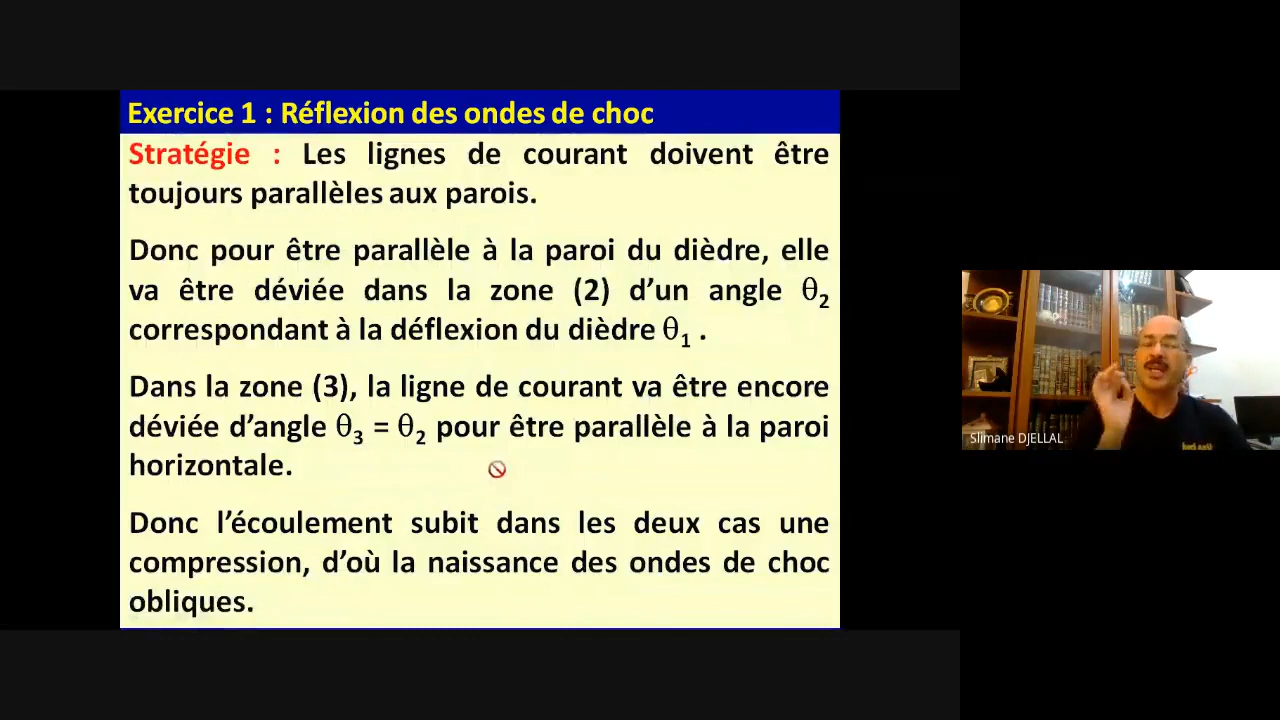 Exercice 1 : Réflexion des ondes de choc
Stratégie : Les lignes de courant doivent être
toujours parallèles aux parois.
Donc pour être parallèle à la paroi du dièdre, elle
va être déviée dans la zone (2) d’un angle θ₂
correspondant à la déflexion du dièdre θ₁ .
Dans la zone (3), la ligne de courant va être encore
déviée d’angle θ₃ = θ₂ pour être parallèle à la paroi
horizontale.
Donc l’écoulement subit dans les deux cas une
compression, d’où la naissance des ondes de choc
obliques.
Slimane DJELLAL